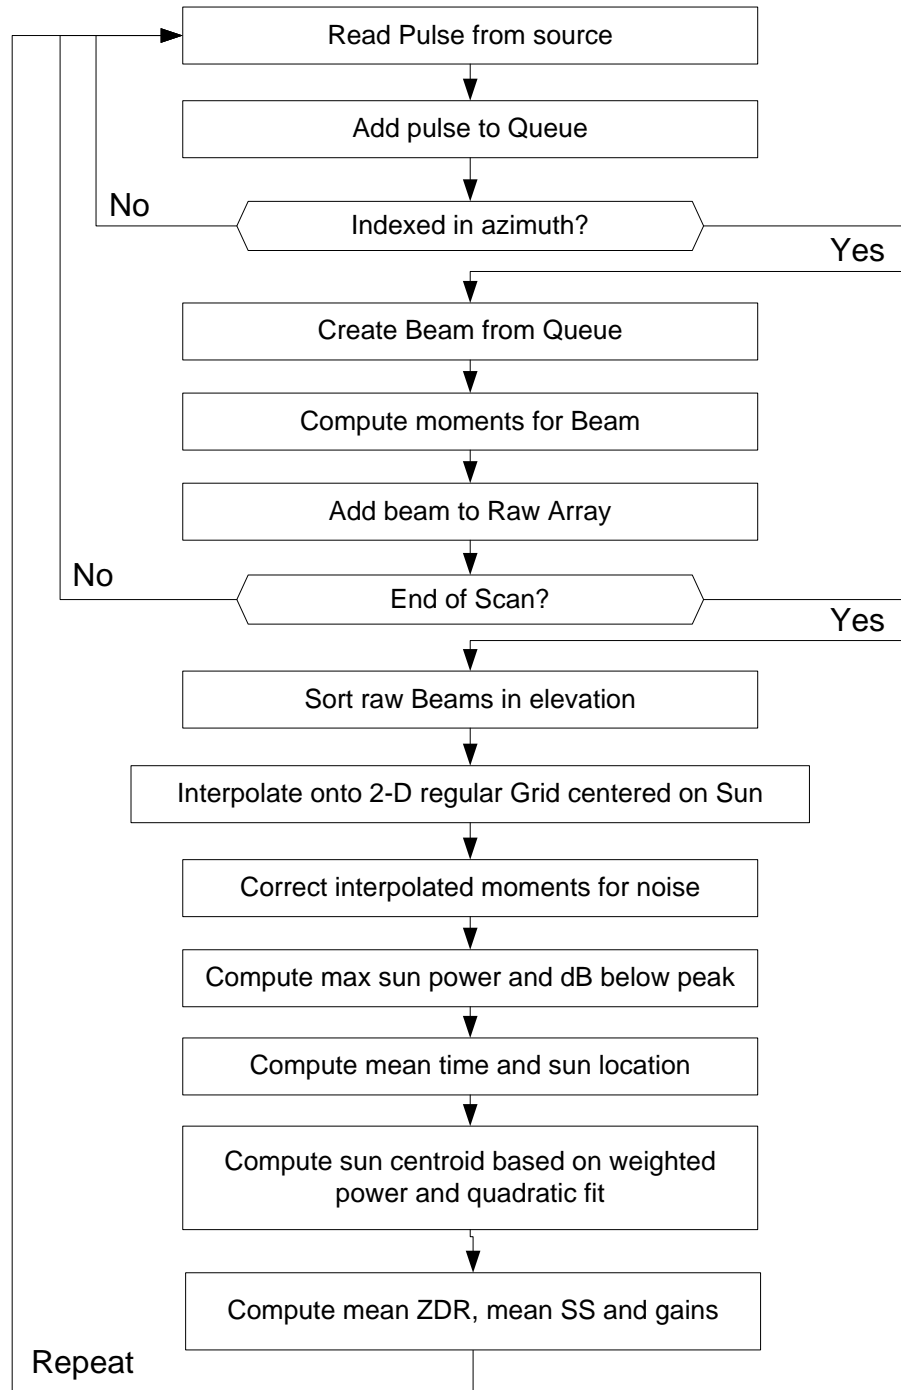 Read Pulse from source
Add pulse to Queue
No
Indexed in azimuth?
Yes
Create Beam from Queue
Compute moments for Beam
Add beam to Raw Array
No
End of Scan?
Yes
Sort raw Beams in elevation
Interpolate onto 2-D regular Grid centered on Sun
Correct interpolated moments for noise
Compute max sun power and dB below peak
Compute mean time and sun location
Compute sun centroid based on weighted
power and quadratic fit
Compute mean ZDR, mean SS and gains
Repeat